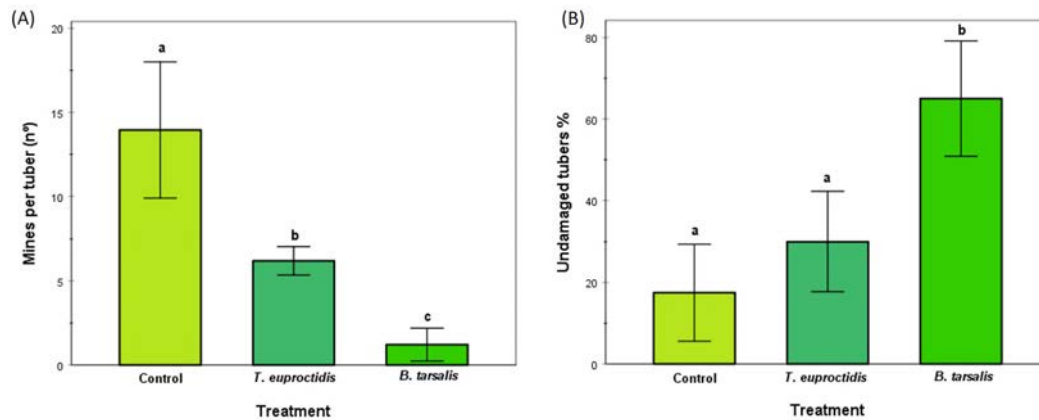 (A)
Mines per tuber (nº)
20
15
10
5
0
a
b
c
Control
T. euproctidis
B. tarsalis
Treatment
(B)
Undamaged tubers %
80
60
40
20
0
a
a
b
Control
T. euproctidis
B. tarsalis
Treatment